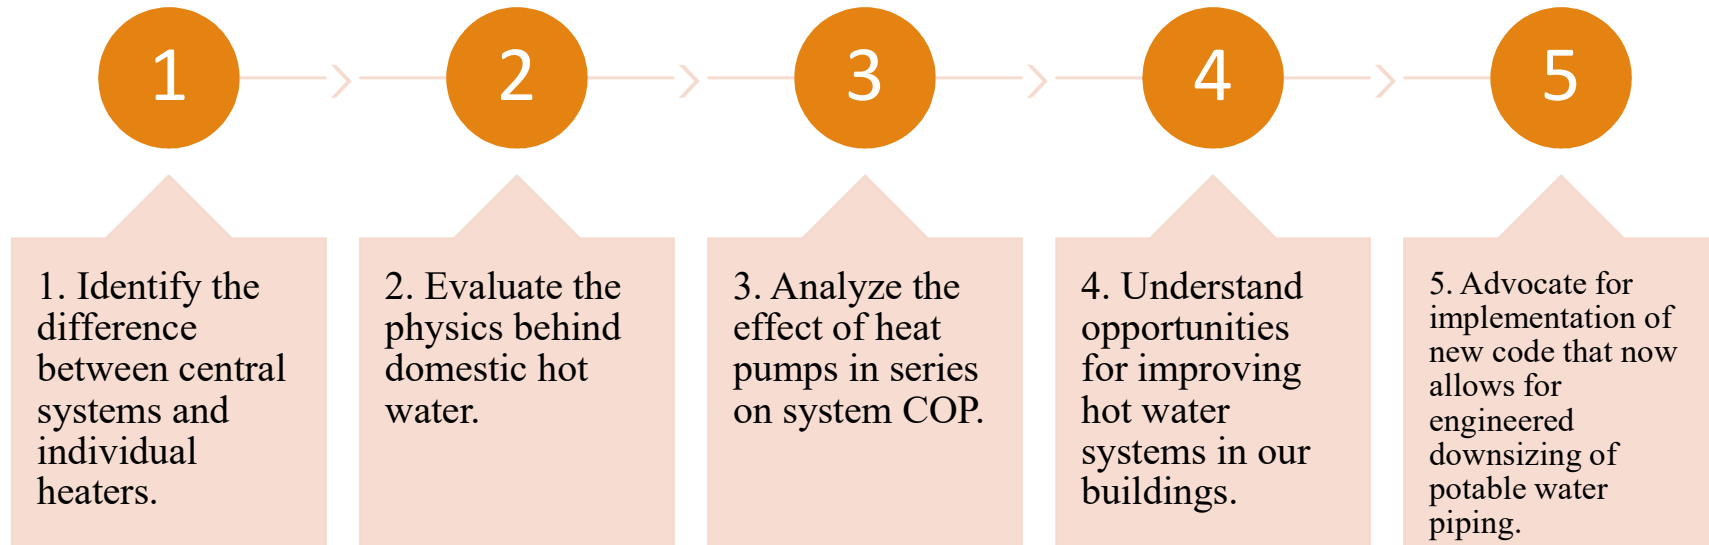 1
2
3
4
5
1. Identify the
difference
between central
systems and
individual
heaters.
2. Evaluate the
physics behind
domestic hot
water.
3. Analyze the
effect of heat
pumps in series
on system COP.
4. Understand
opportunities
for improving
hot water
systems in our
buildings.
5. Advocate for
implementation of
new code that now
allows for
engineered
downsizing of
potable water
piping.